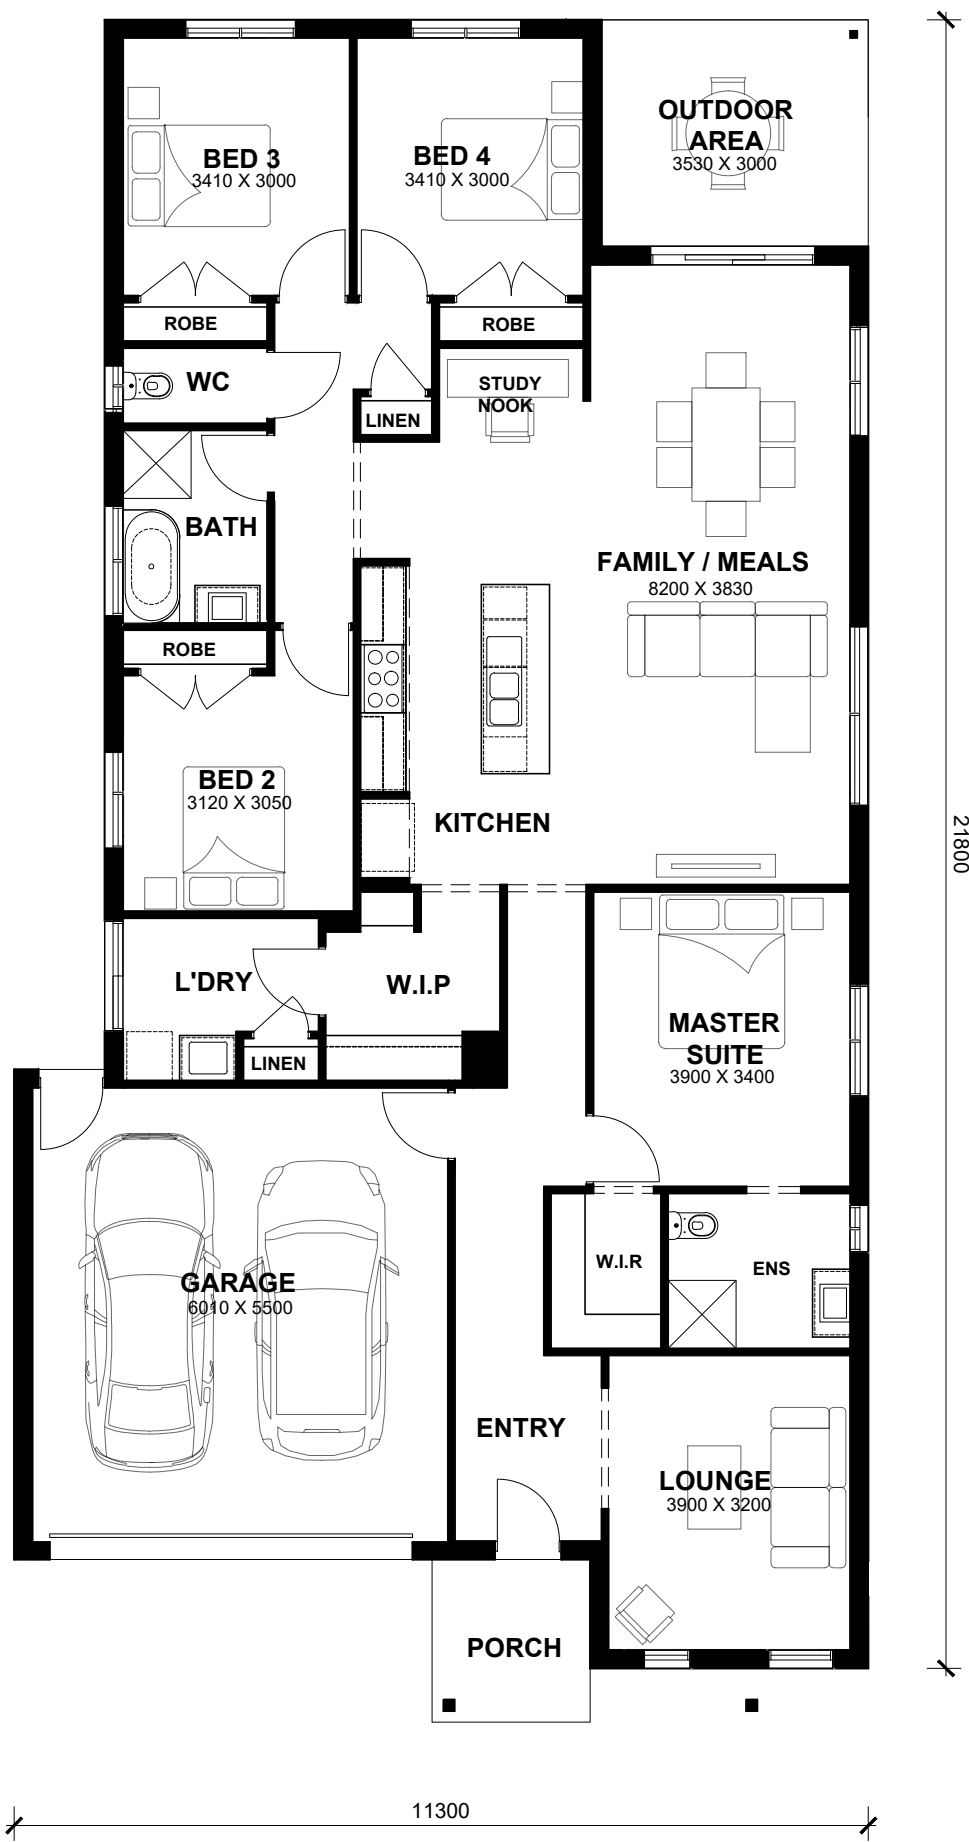 OUTDOOR
AREA
3530 X 3000
BED 3
3410 X 3000
BED 4
3410 X 3000
ROBE
ROBE
WC
STUDY
NOOK
LINEN
BATH
FAMILY / MEALS
8200 X 3830
ROBE
BED 2
3120 X 3050
KITCHEN
21800
L'DRY
W.I.P
LINEN
MASTER
SUITE
3900 X 3400
W.I.R
ENS
GARAGE
6010 X 5500
ENTRY
LOUNGE
3900 X 3200
PORCH
11300